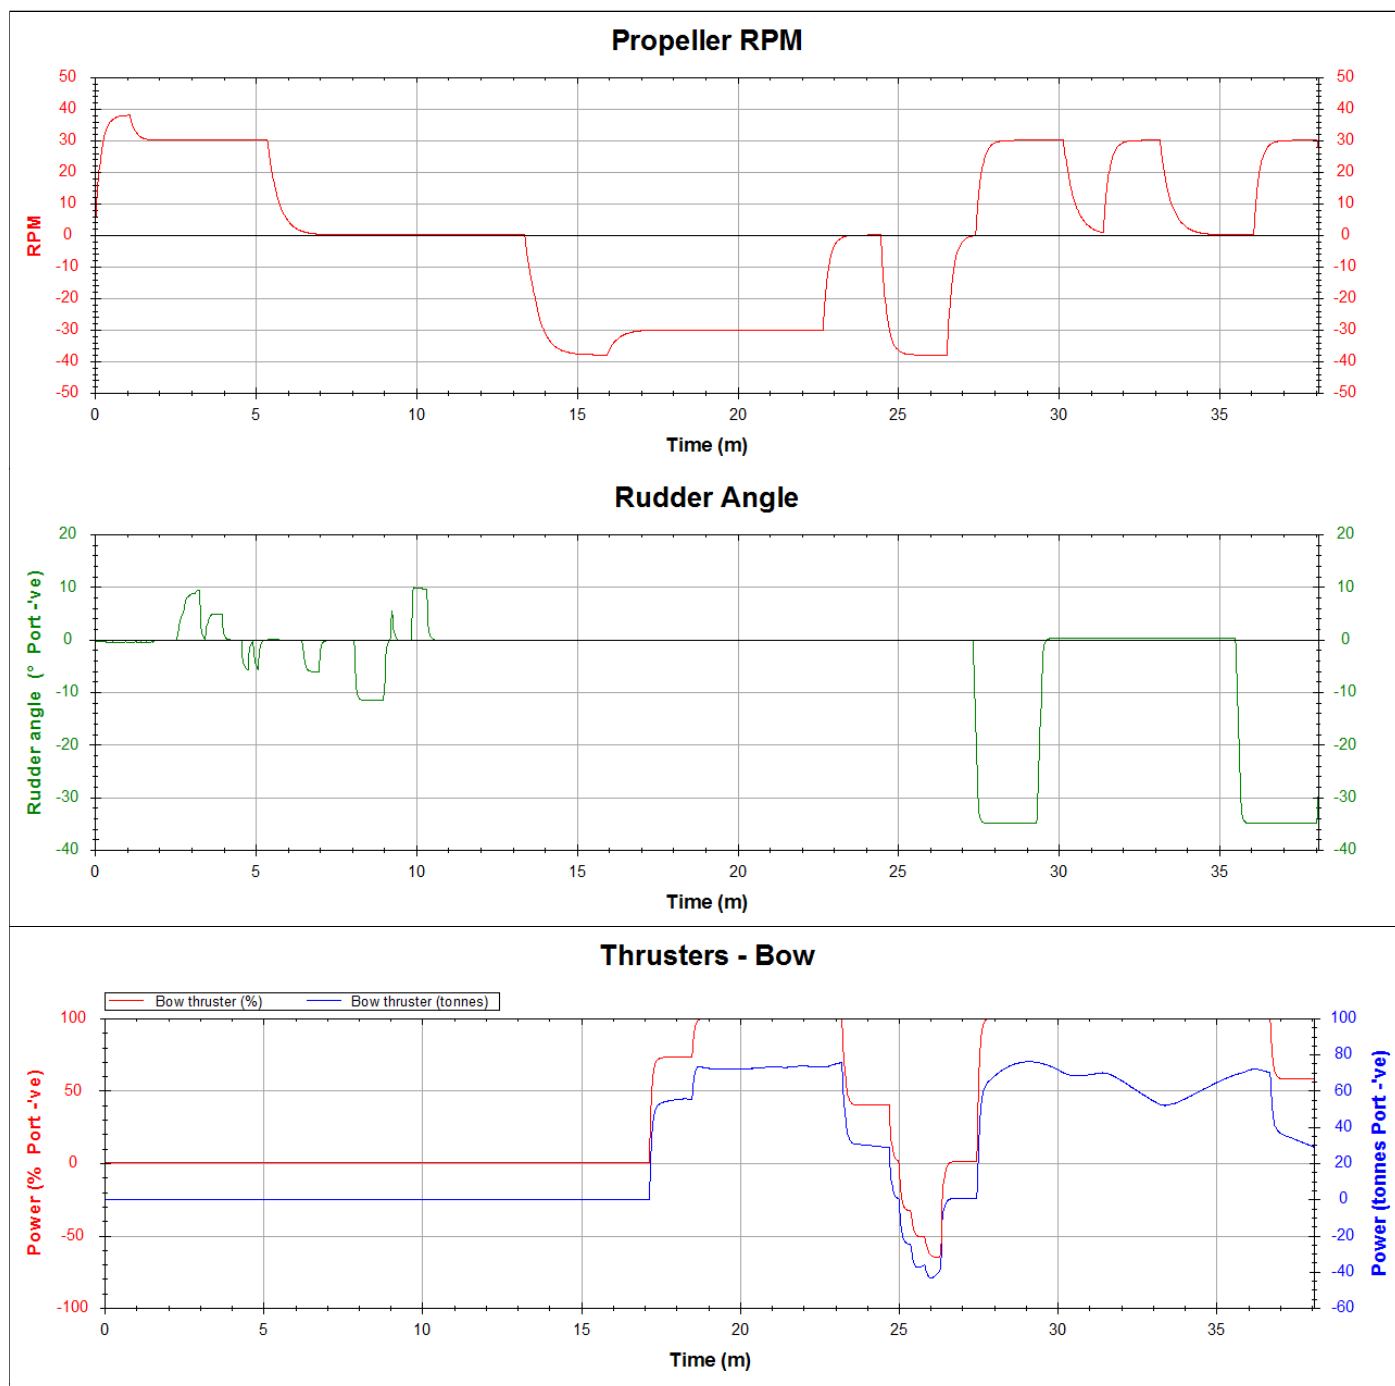 Propeller RPM
50 50
40 40
30 30
20 20
10 10
0 0
-10 -10
-20 -20
-30 -30
-40 -40
-50 -50
RPM
0 5 10 15 20 25 30 35
Time (m)
Rudder Angle
20 20
10 10
0 0
-10 -10
-20 -20
-30 -30
-40 -40
Rudder angle (° Port -'ve)
0 5 10 15 20 25 30 35
Time (m)
Thrusters - Bow
Bow thruster (%) Bow thruster (tonnes)
100 100
80
50 60
40
0 20
0
-50 -20
-40
-100 -60
Power (% Port -'ve)
Power (tonnes Port -'ve)
0 5 10 15 20 25 30 35
Time (m)